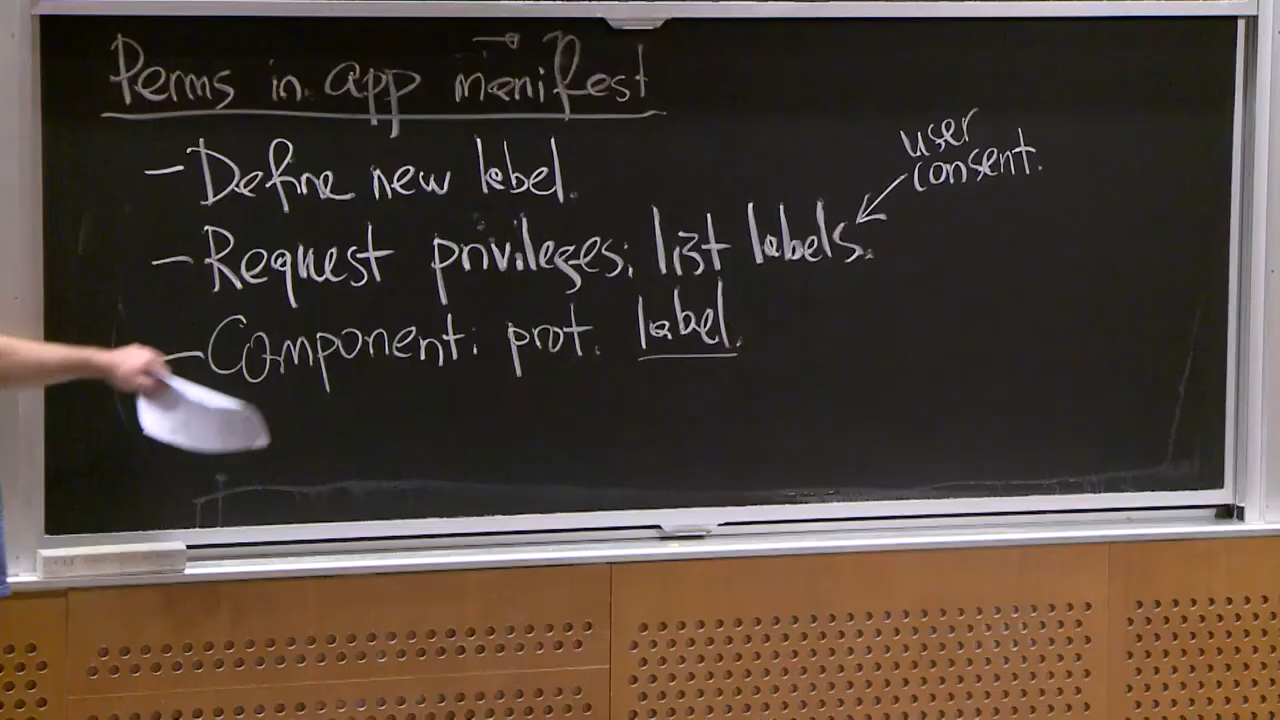 Perms in app manifest
- Define new label.
- Request privileges: list labels.
user
consent.
- Component: prot. label.